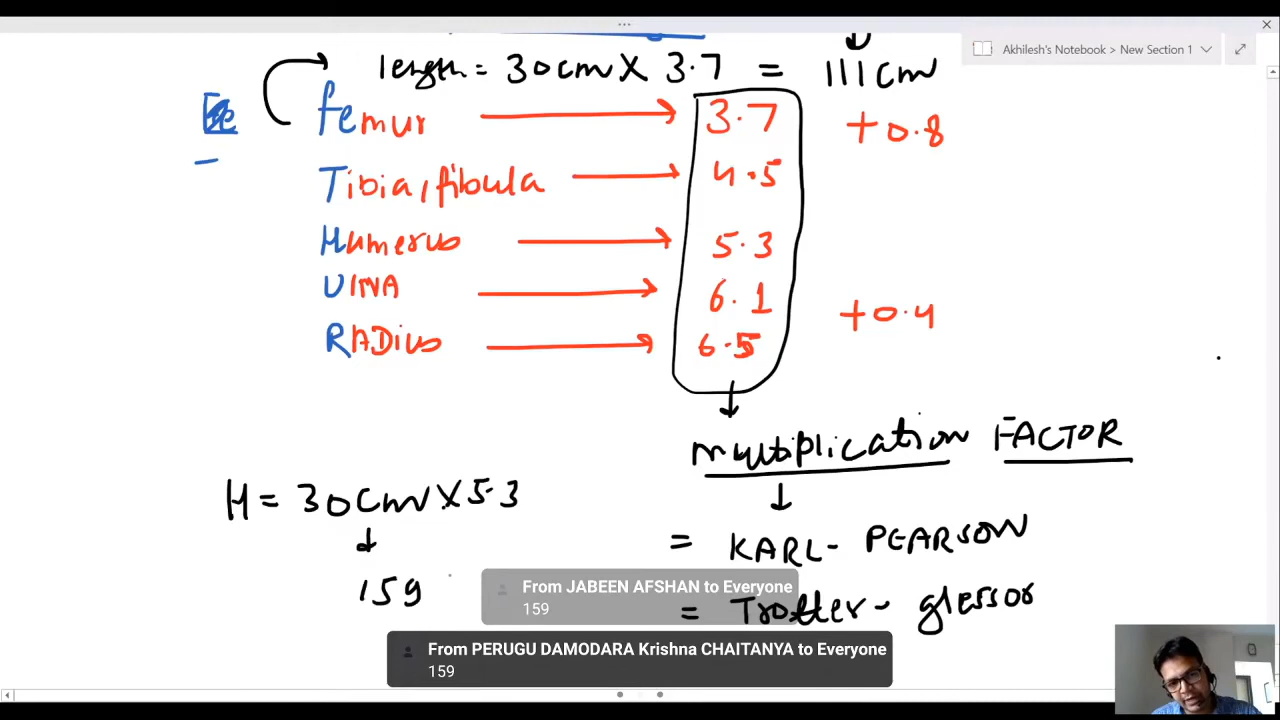 Akhilesh's Notebook > New Section 1
length = 30cm X 3.7 = 111cm
femur 3.7 +0.8
Tibia/fibula 4.5
Humerus 5.3
UlNA 6.1 +0.4
RADius 6.5
multiplication FACTOR
H = 30cm X 5.3
= KARL - PEARSON
159
= Trotter - glessor
From JABEEN AFSHAN to Everyone
159
From PERUGU DAMODARA Krishna CHAITANYA to Everyone
159